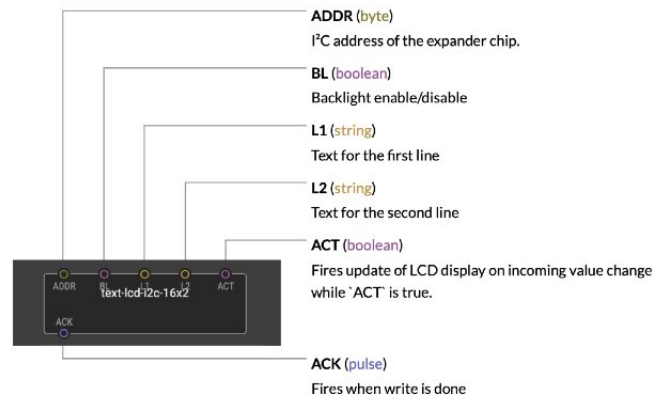 ADDR (byte)
I²C address of the expander chip.
BL (boolean)
Backlight enable/disable
L1 (string)
Text for the first line
L2 (string)
Text for the second line
ACT (boolean)
Fires update of LCD display on incoming value change
while `ACT` is true.
ADDR BL L1 L2 ACT
text-lcd-i2c-16x2
ACK
ACK (pulse)
Fires when write is done